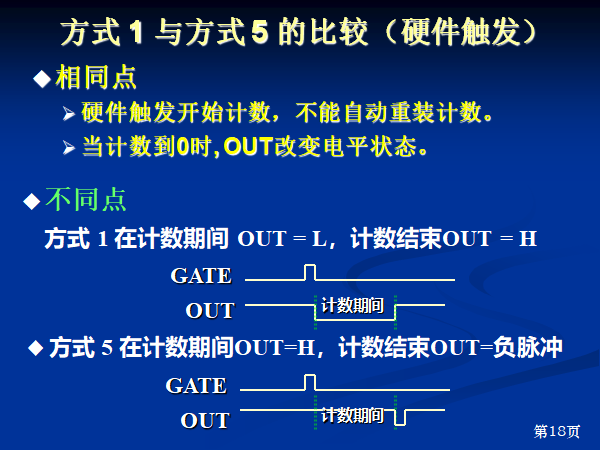 方式 1 与方式 5 的比较（硬件触发）
◆相同点
➢ 硬件触发开始计数，不能自动重装计数。
➢ 当计数到0时, OUT改变电平状态。
◆不同点
方式 1 在计数期间 OUT = L，计数结束OUT = H
GATE
OUT 计数期间
◆ 方式 5 在计数期间OUT=H，计数结束OUT=负脉冲
GATE
OUT 计数期间
第18页